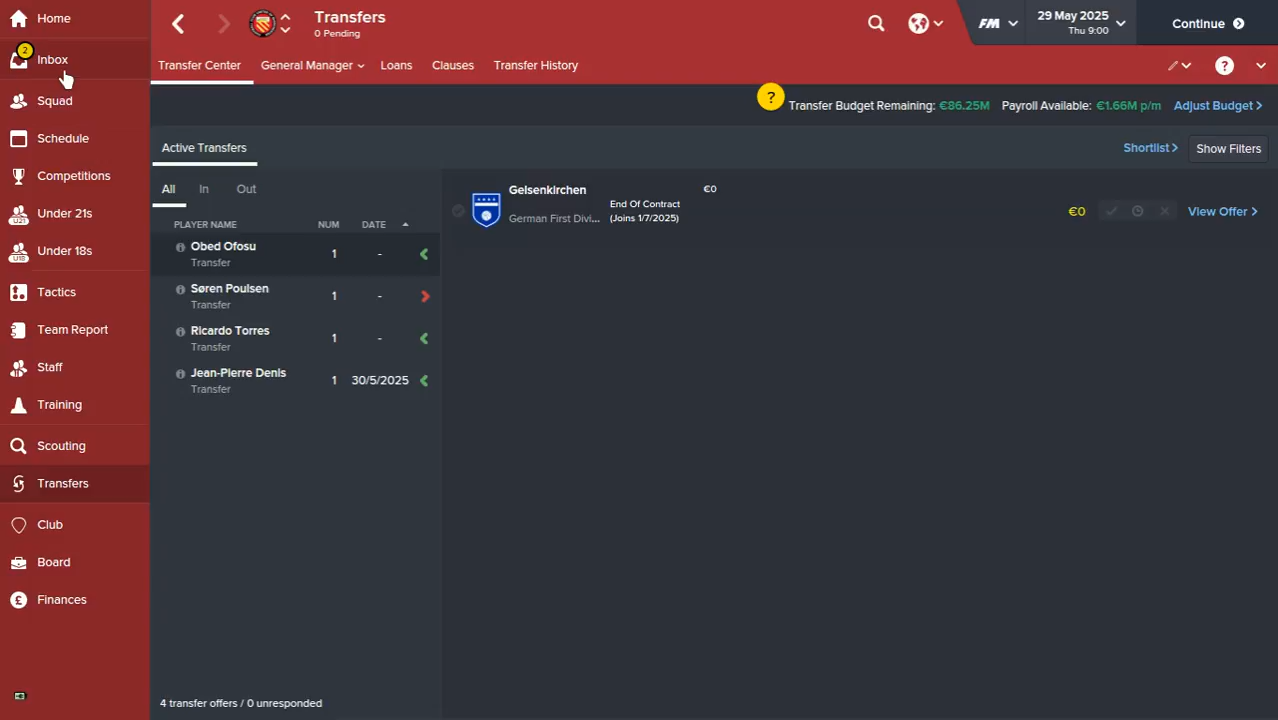 Home
2
Inbox
Squad
Schedule
Competitions
Under 21s
Under 18s
Tactics
Team Report
Staff
Training
Scouting
Transfers
Club
Board
Finances
Transfers
0 Pending
FM
29 May 2025
Thu 9:00
Continue
Transfer Center
General Manager
Loans
Clauses
Transfer History
?
?
Transfer Budget Remaining: €86.25M Payroll Available: €1.66M p/m Adjust Budget >
Active Transfers
Shortlist >
Show Filters
All In Out
PLAYER NAME NUM DATE
Obed Ofosu 1 -
Transfer
Søren Poulsen 1 -
Transfer
Ricardo Torres 1 -
Transfer
Jean-Pierre Denis 1 30/5/2025
Transfer
Gelsenkirchen
German First Divi...
End Of Contract
(Joins 1/7/2025)
€0
€0
View Offer >
4 transfer offers / 0 unresponded